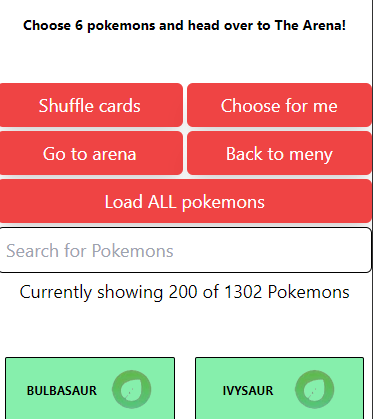 Choose 6 pokemons and head over to The Arena!
Shuffle cards
Choose for me
Go to arena
Back to meny
Load ALL pokemons
Search for Pokemons
Currently showing 200 of 1302 Pokemons
BULBASAUR
IVYSAUR